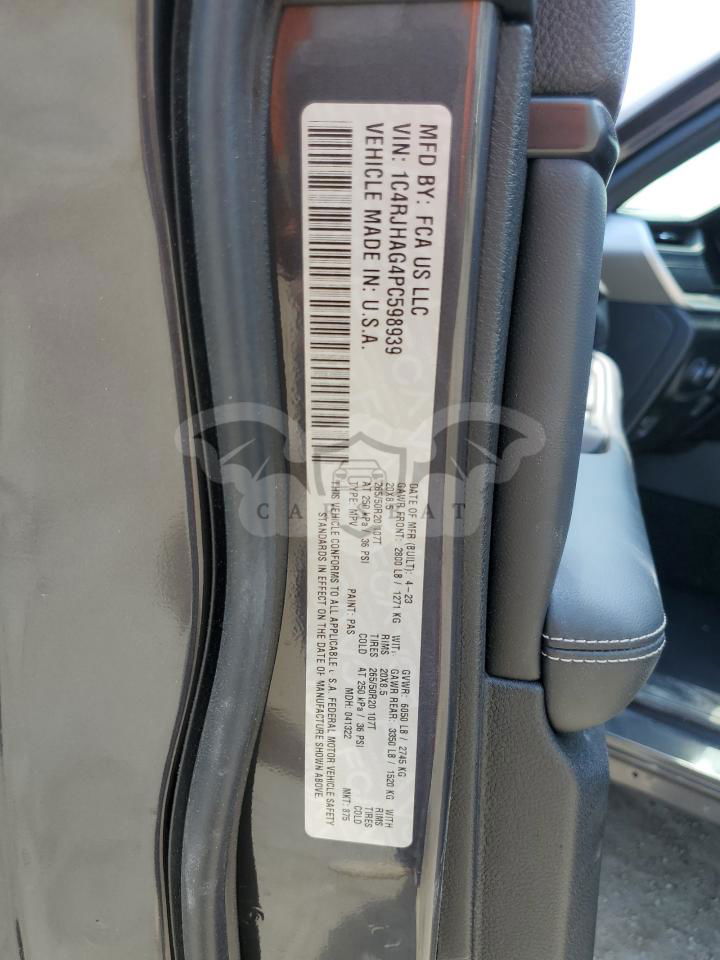 MFD BY: FCA US LLC
VIN: 1C4RJHAG4PC598939
VEHICLE MADE IN: U.S.A.
DATE OF MFR (BUILT): 4-23 GVWR: 6050 LB / 2745 KG
GAWR FRONT: 2800 LB / 1271 KG WIT GAWR REAR: 3350 LB / 1520 KG WITH
20X8.5 RIMS 20X8.5 RIMS
265/50R20 107T TIRES 265/50R20 107T TIRES
AT 250 kPa / 36 PSI COLD AT 250 kPa / 36 PSI COLD
TYPE: MPV PAINT: PAS MDH: 041322 MKT: 875
THIS VEHICLE CONFORMS TO ALL APPLICABLE U.S.A. FEDERAL MOTOR VEHICLE SAFETY
STANDARDS IN EFFECT ON THE DATE OF MANUFACTURE SHOWN ABOVE